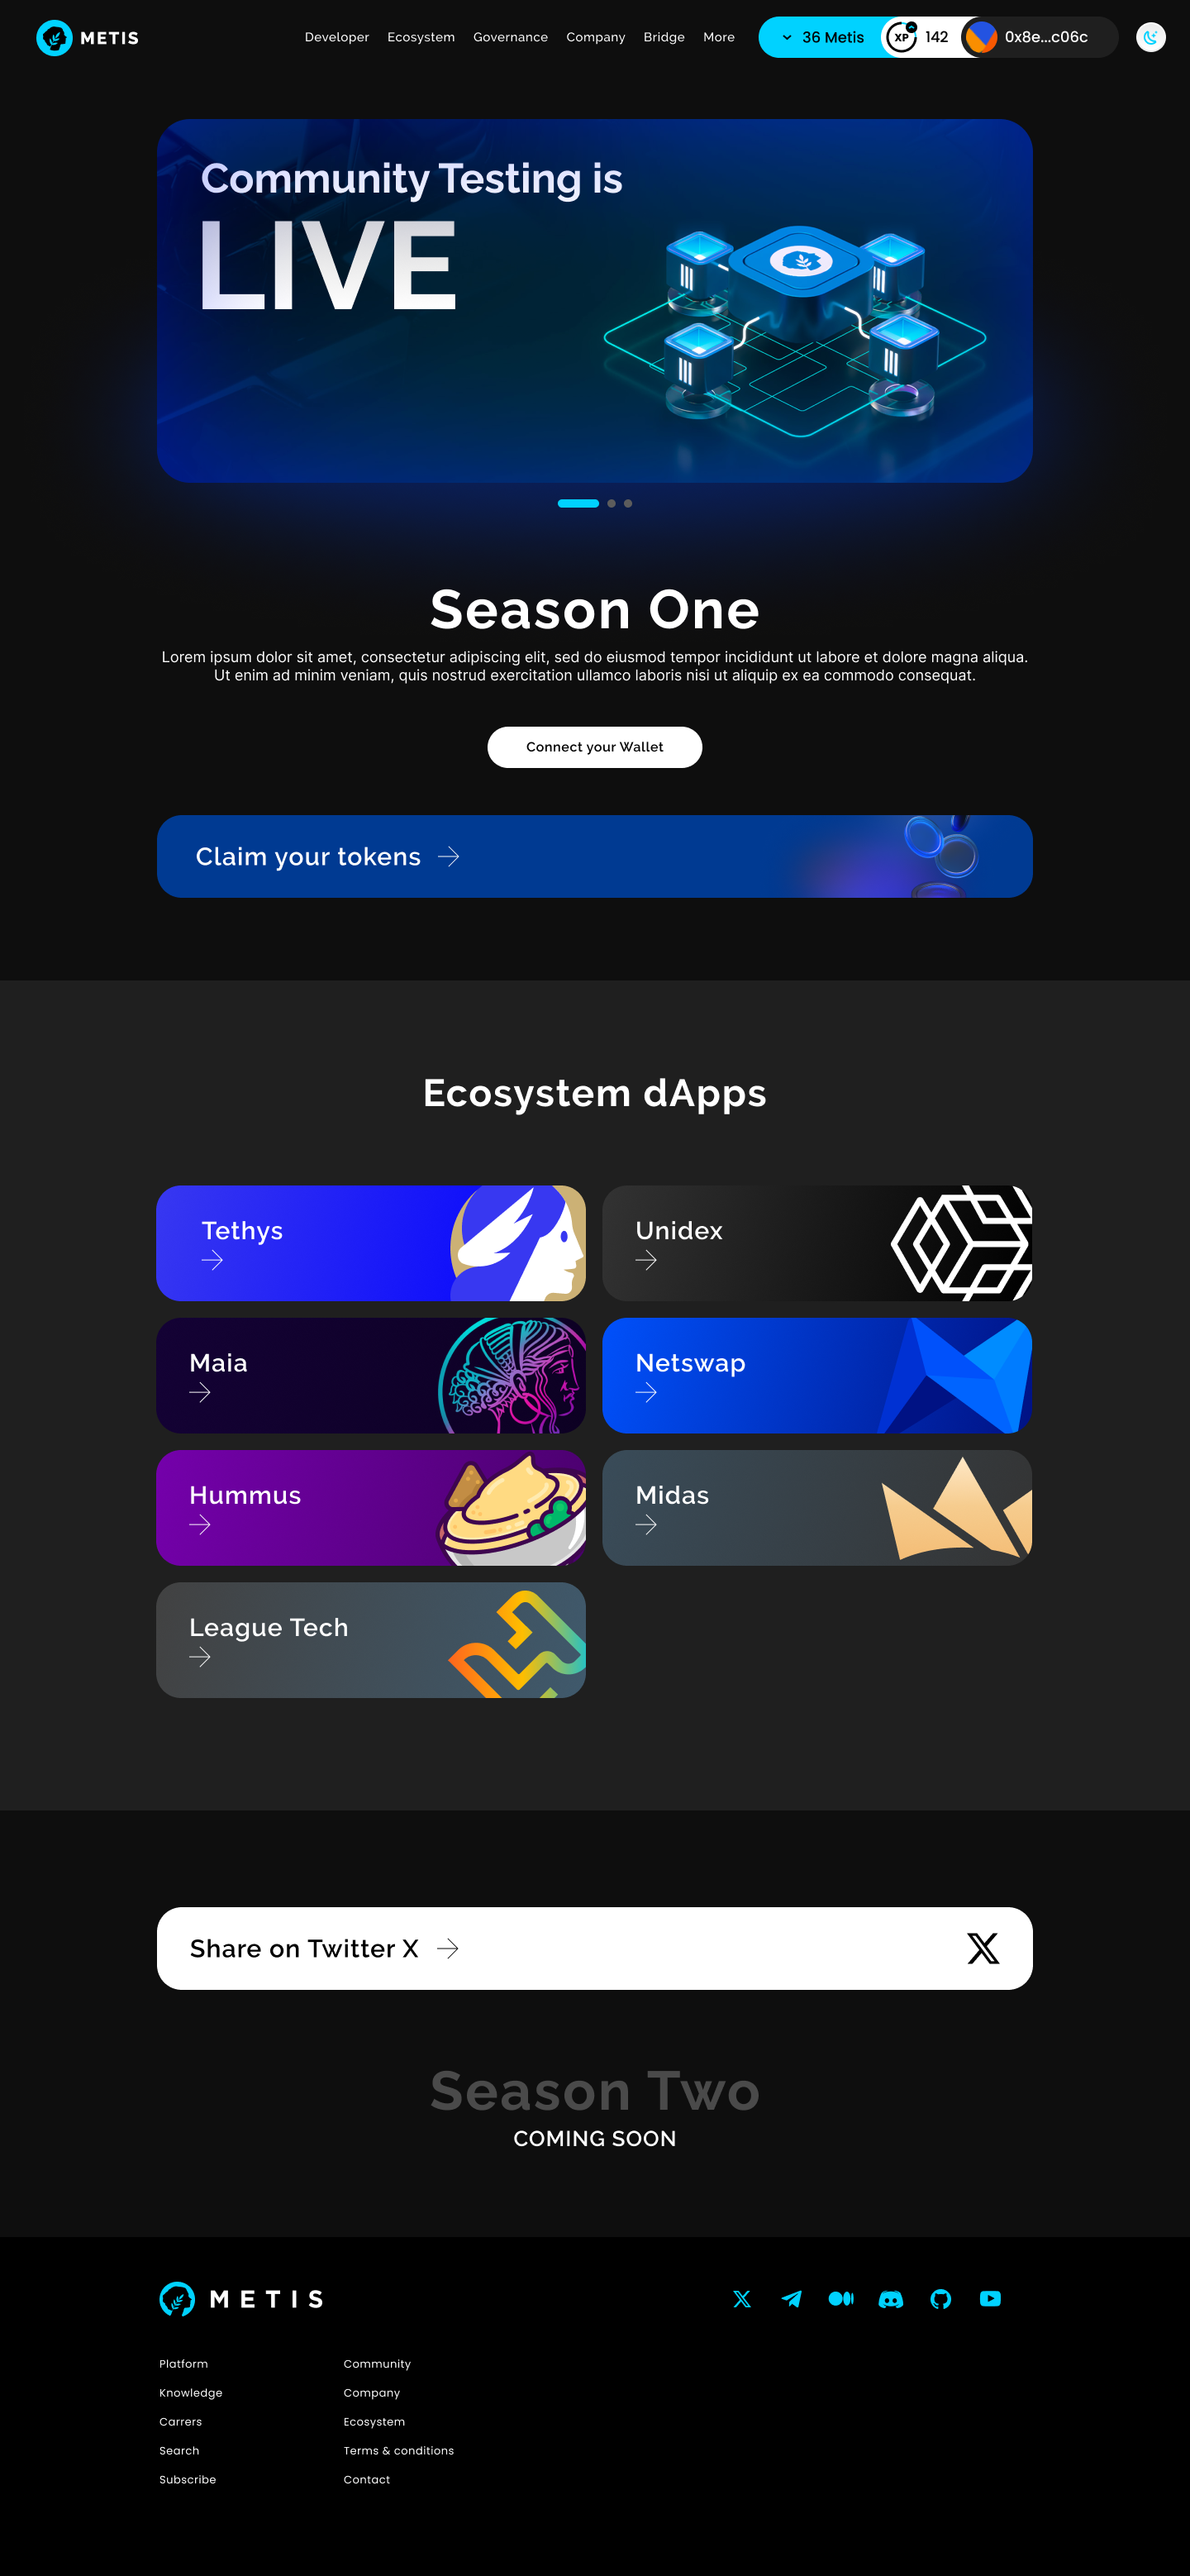 METIS
Developer Ecosystem Governance Company Bridge More
36 Metis
XP
142
0x8e...c06c
Community Testing is
LIVE
Season One
Lorem ipsum dolor sit amet, consectetur adipiscing elit, sed do eiusmod tempor incididunt ut labore et dolore magna aliqua.
Ut enim ad minim veniam, quis nostrud exercitation ullamco laboris nisi ut aliquip ex ea commodo consequat.
Connect your Wallet
Claim your tokens
Ecosystem dApps
Tethys
Unidex
Maia
Netswap
Hummus
Midas
League Tech
Share on Twitter X
Season Two
COMING SOON
METIS
Platform
Knowledge
Carrers
Search
Subscribe
Community
Company
Ecosystem
Terms & conditions
Contact